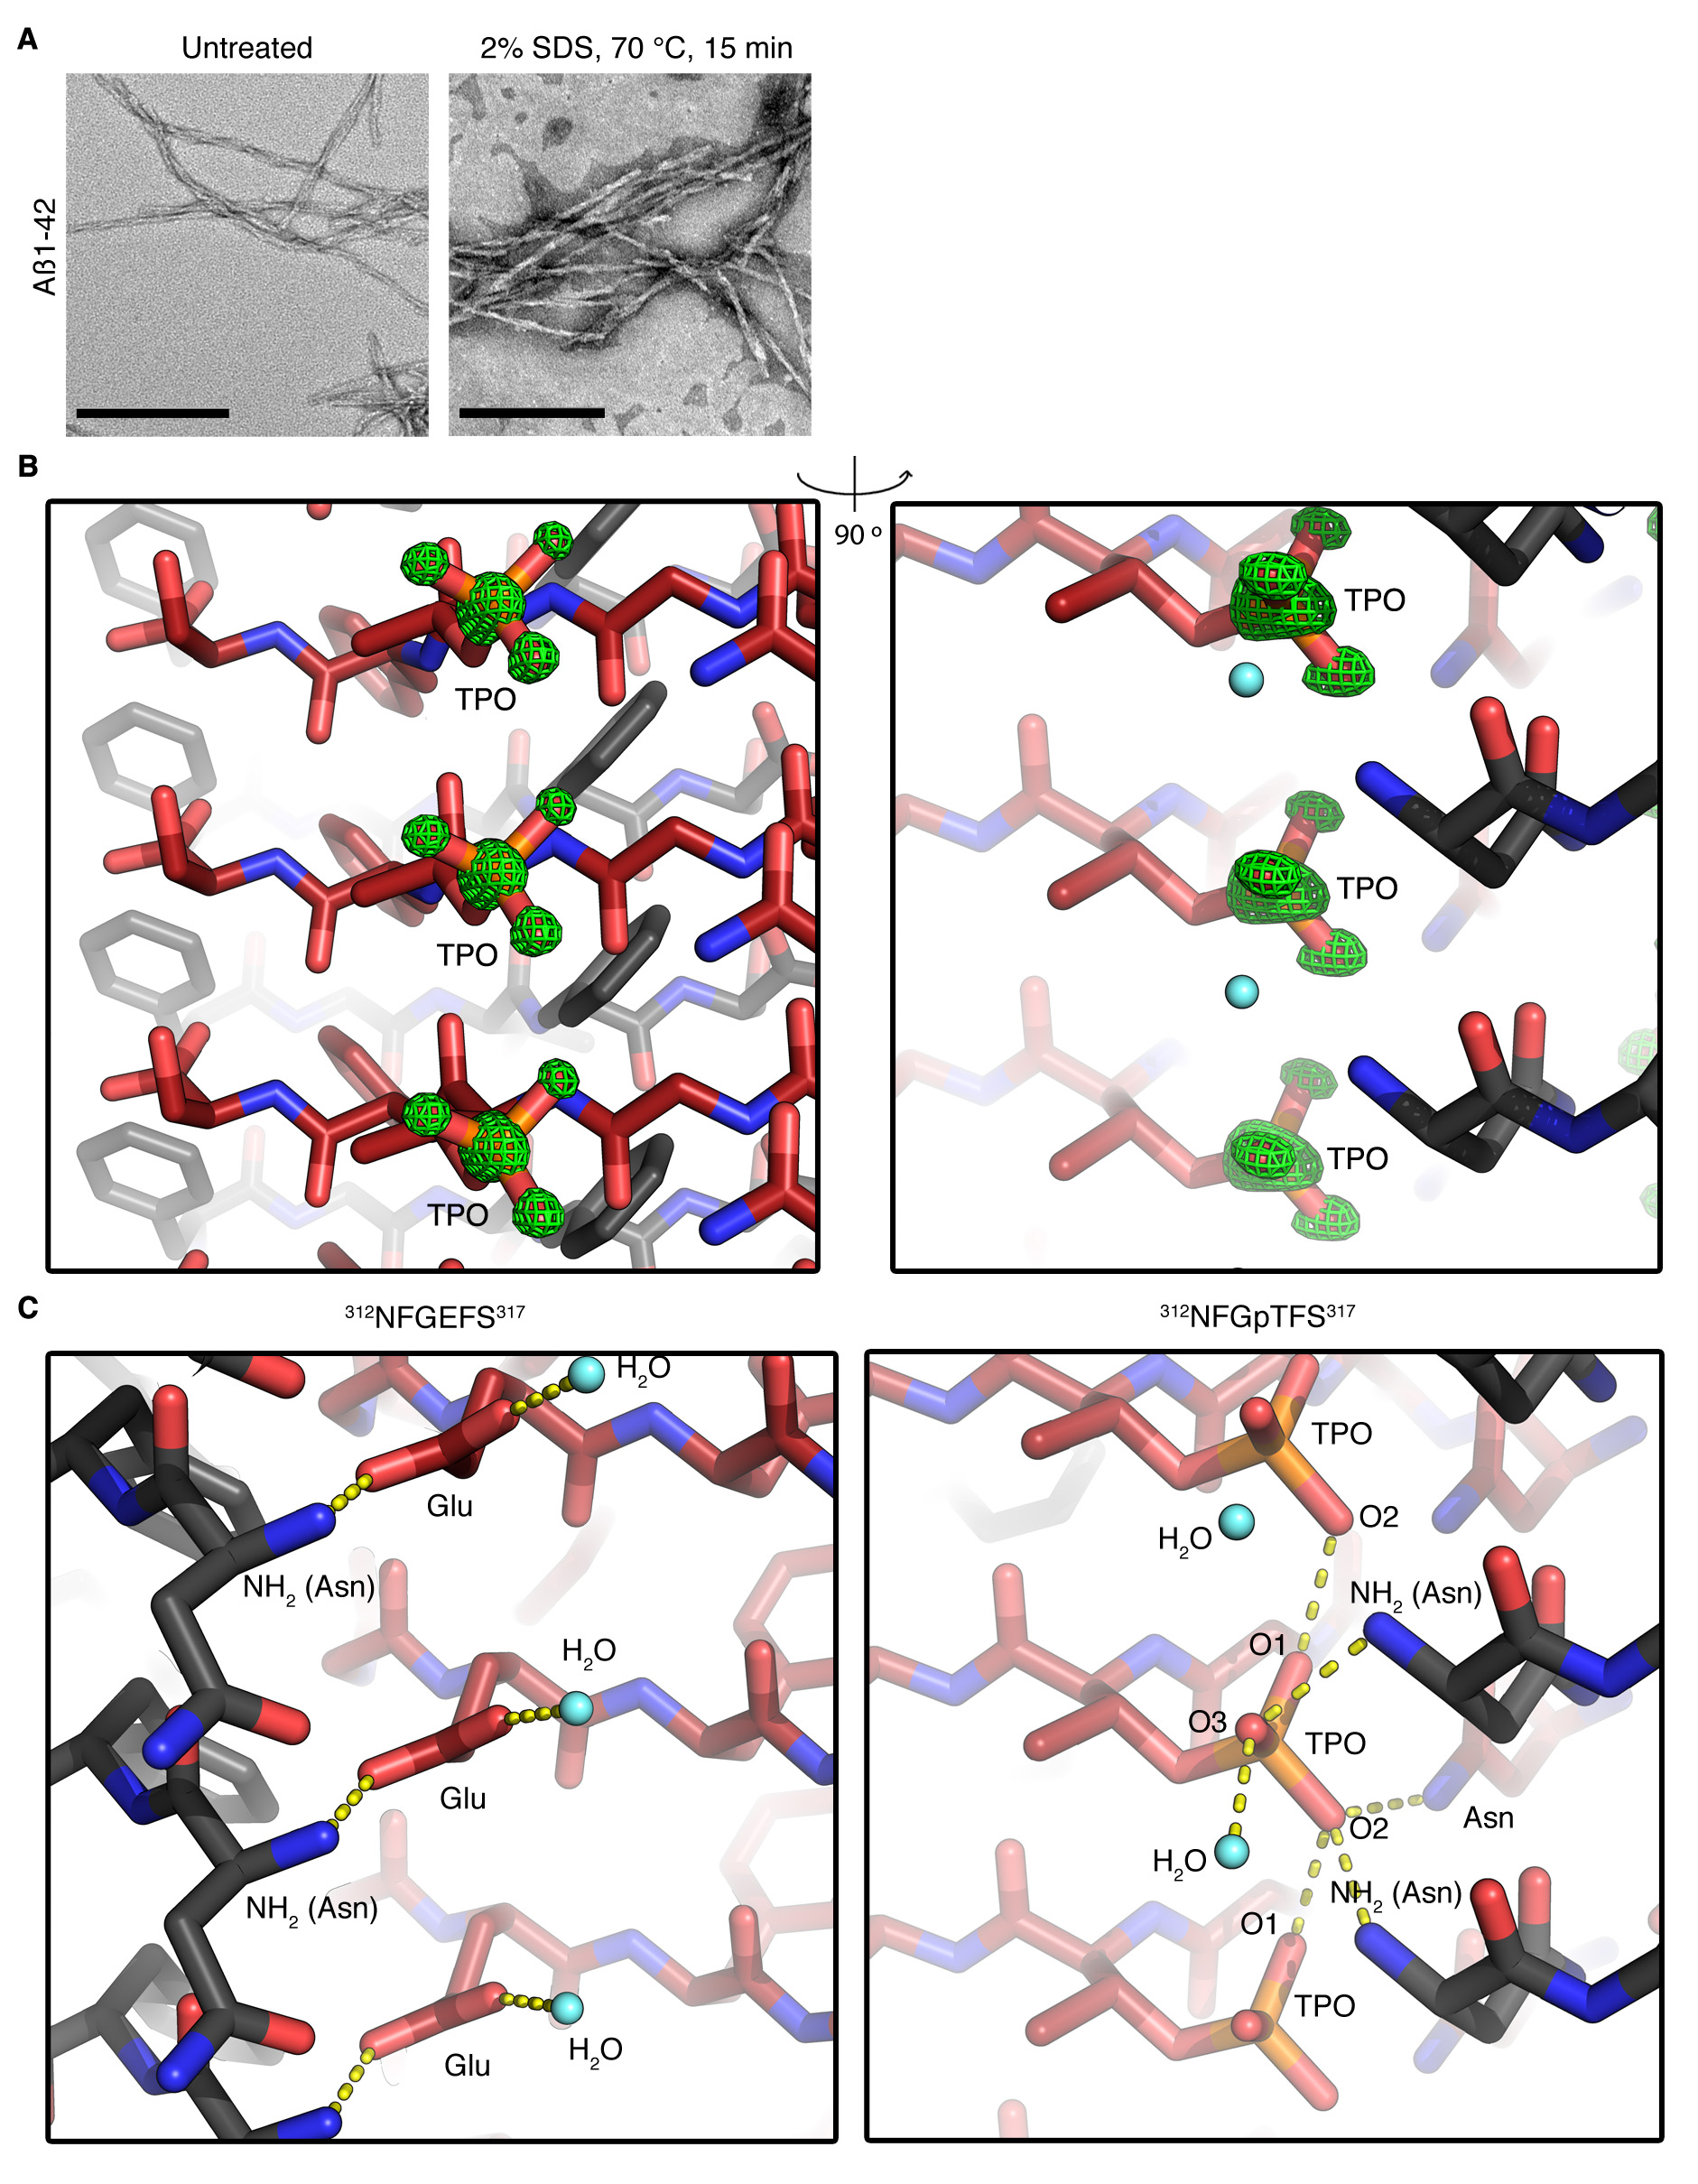 A
Untreated
2% SDS, 70 °C, 15 min
Aß1-42
B
90 º
TPO
TPO
TPO
TPO
TPO
TPO
C
³¹²NFGEFS³¹⁷
³¹²NFGpTFS³¹⁷
H₂O
Glu
NH₂ (Asn)
H₂O
Glu
NH₂ (Asn)
H₂O
Glu
TPO
O2
H₂O
NH₂ (Asn)
O1
O3
TPO
Asn
O2
H₂O
NH₂ (Asn)
O1
TPO